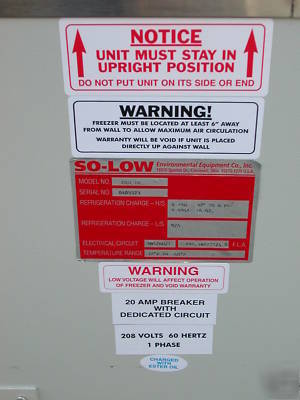 NOTICE
UNIT MUST STAY IN
UPRIGHT POSITION
DO NOT PUT UNIT ON ITS SIDE OR END
WARNING!
FREEZER MUST BE LOCATED AT LEAST 6" AWAY
FROM WALL TO ALLOW MAXIMUM AIR CIRCULATION
WARRANTY WILL BE VOID IF UNIT IS PLACED
DIRECTLY UP AGAINST WALL
SO-LOW Environmental Equipment Co., Inc.
MODEL NO.
SERIAL NO.
REFRIGERATION CHARGE - H/S
REFRIGERATION CHARGE - L/S N/A
ELECTRICAL CIRCUIT F.L.A.
TEMPERATURE RANGE
WARNING
LOW VOLTAGE WILL AFFECT OPERATION
OF FREEZER AND VOID WARRANTY
20 AMP BREAKER
WITH
DEDICATED CIRCUIT
208 VOLTS 60 HERTZ
1 PHASE
CHARGED
WITH
ESTER OIL